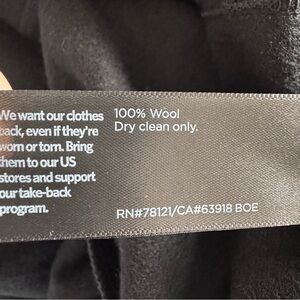 We want our clothes
back, even if they're
worn or torn. Bring
them to our US
stores and support
our take-back
program.
100% Wool
Dry clean only.
RN#78121/CA#63918 BOE